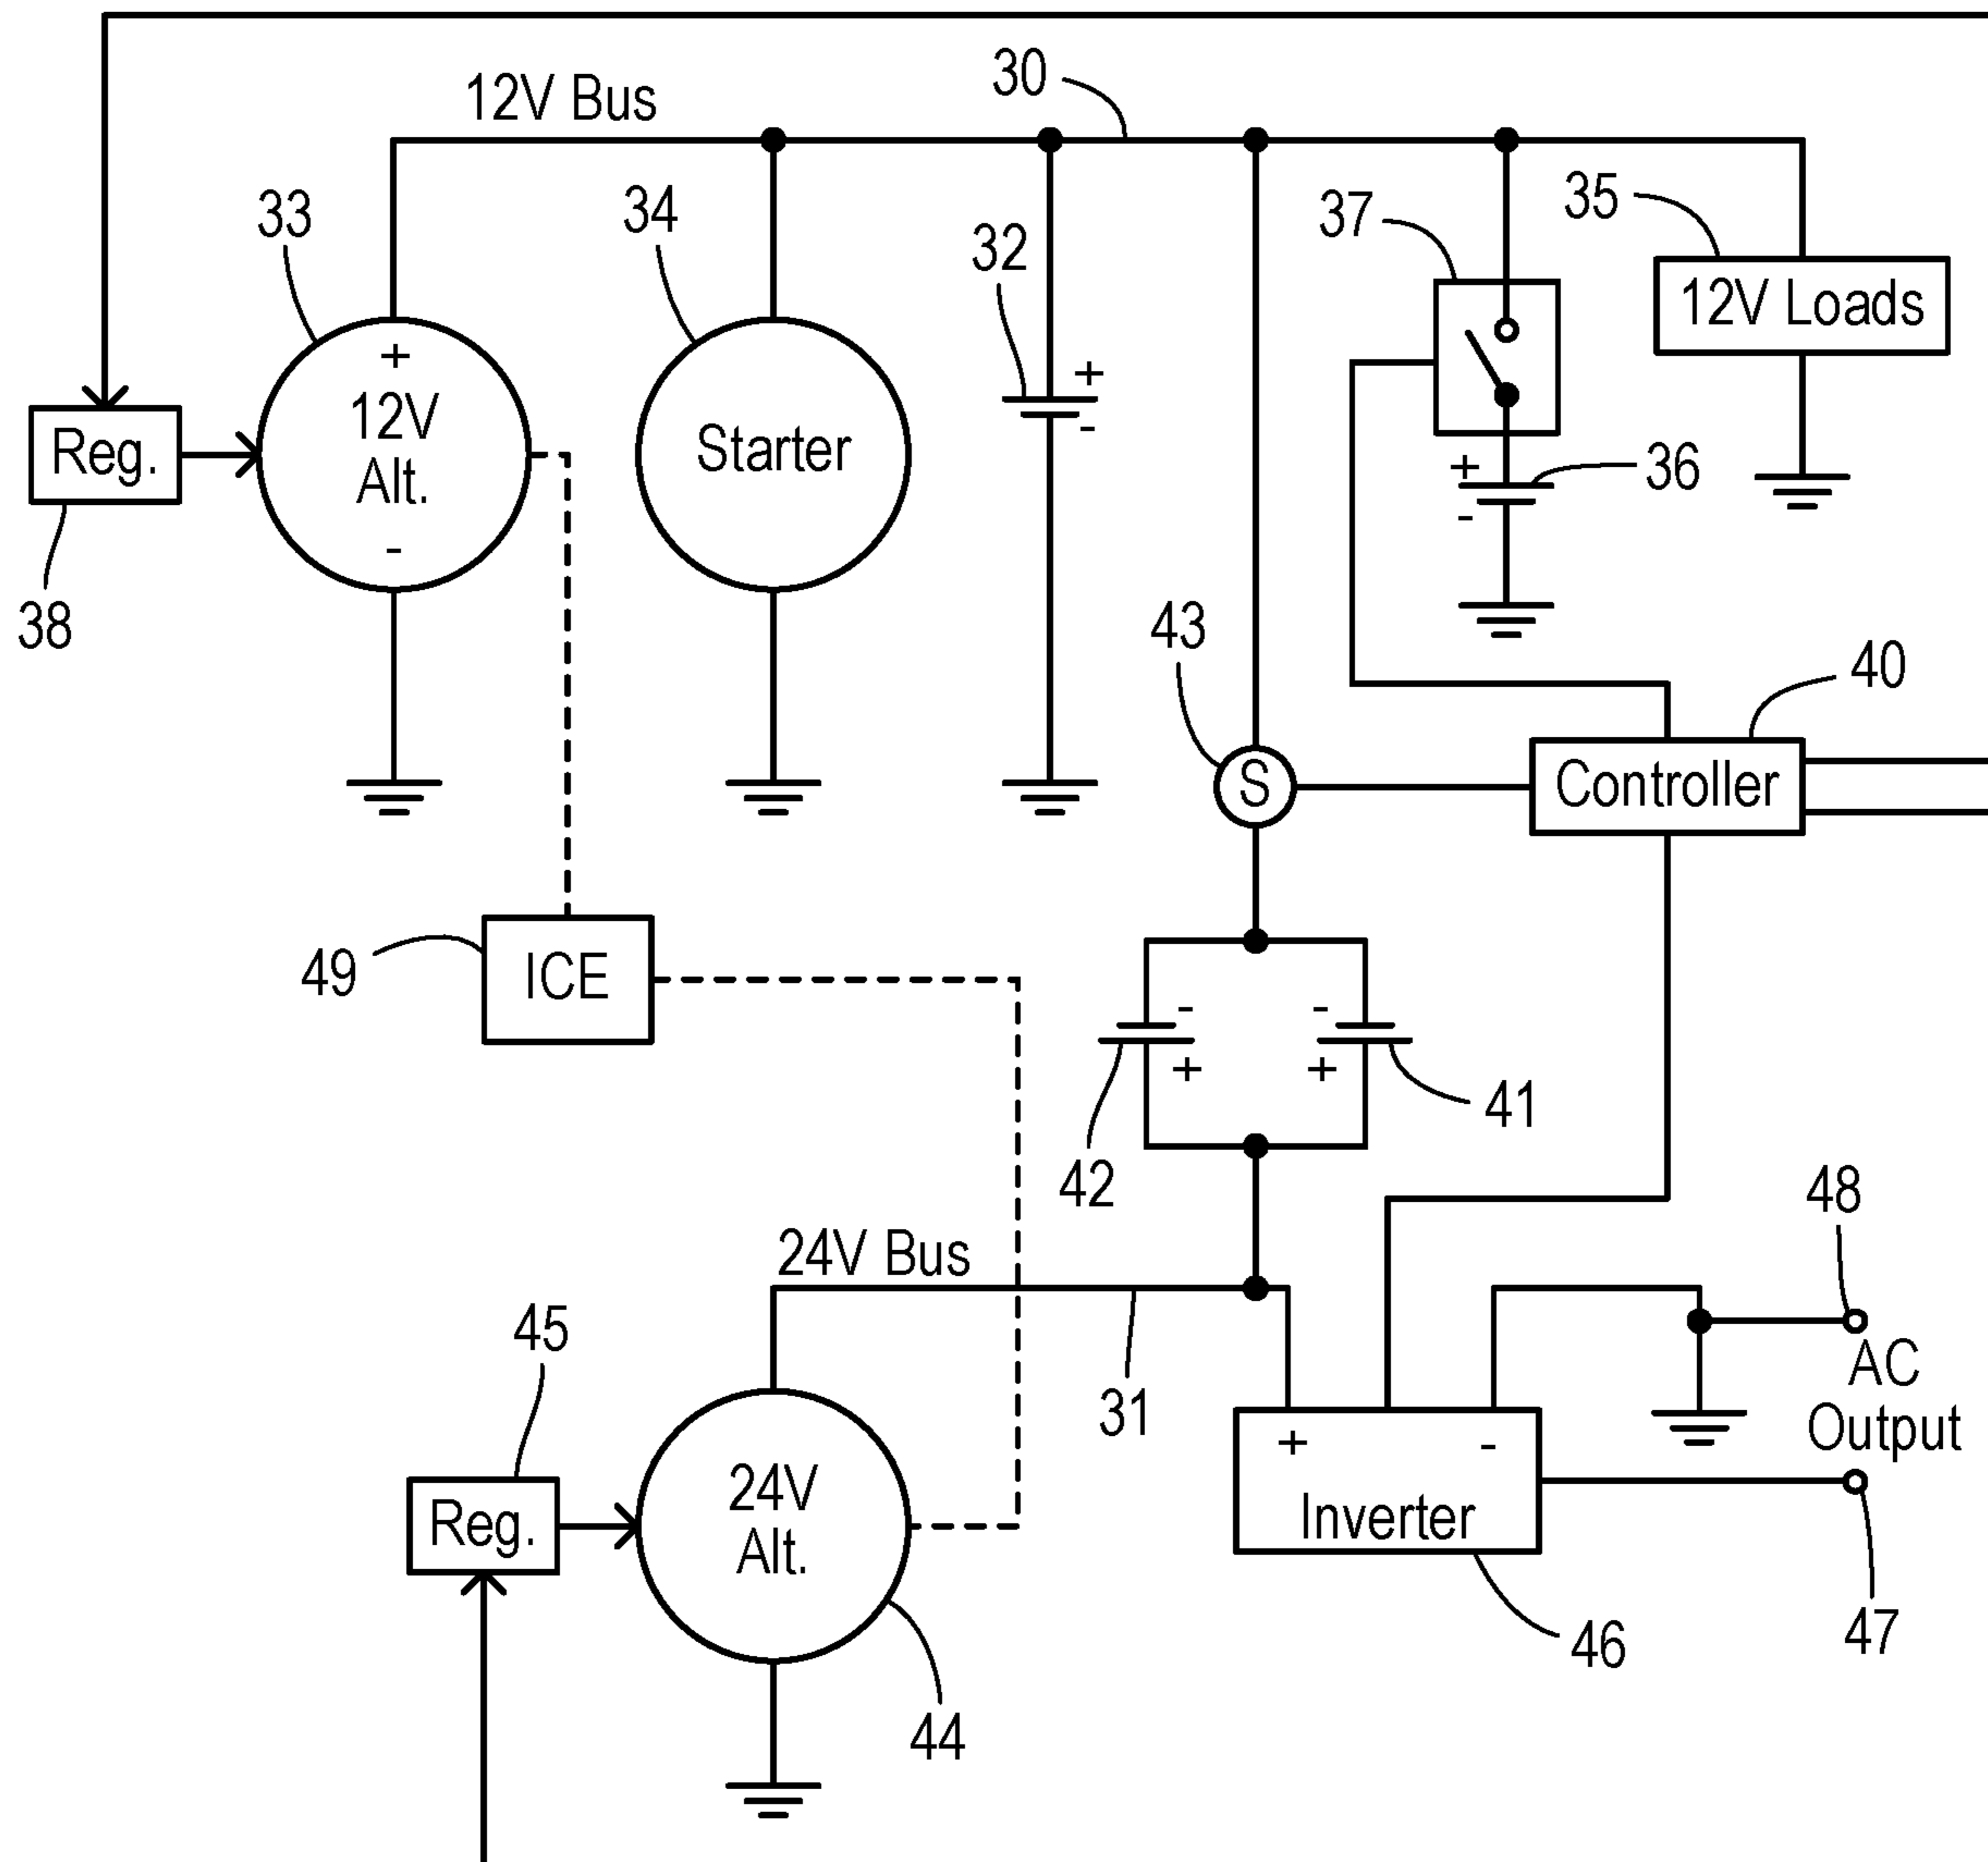 30
12V Bus
33
34
32
37
35
12V Loads
+
12V
Alt.
-
Starter
+
-
Reg.
38
+
-
36
43
40
S
Controller
49
ICE
-
+
-
+
42
41
24V Bus
31
48
AC
Output
45
Reg.
24V
Alt.
44
+
-
Inverter
46
47